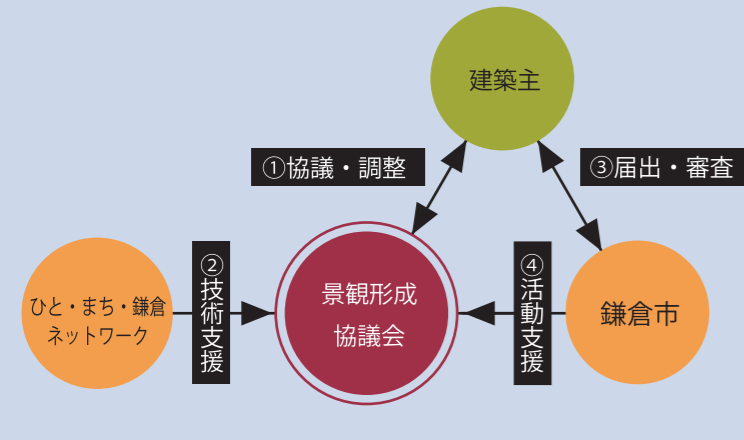 建築主
①協議・調整
③届出・審査
ひと・まち・鎌倉
ネットワーク
②技術支援
景観形成
協議会
④活動支援
鎌倉市